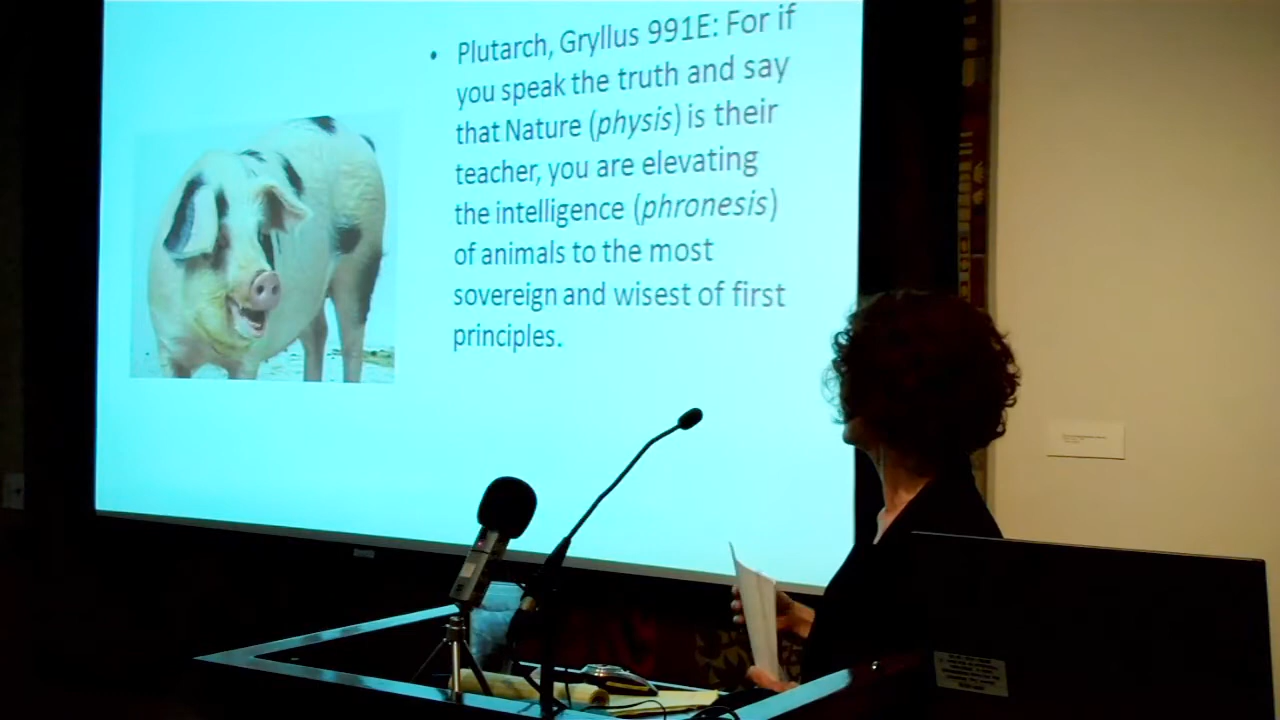 • Plutarch, Gryllus 991E: For if
you speak the truth and say
that Nature (physis) is their
teacher, you are elevating
the intelligence (phronesis)
of animals to the most
sovereign and wisest of first
principles.